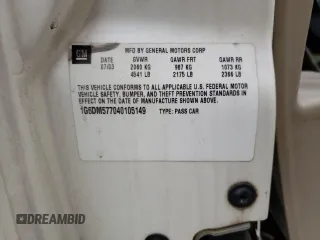 GM
MFD BY GENERAL MOTORS CORP
DATE GVWR GAWR FRT GAWR RR
07/03 2060 KG 987 KG 1073 KG
4541 LB 2175 LB 2366 LB
THIS VEHICLE CONFORMS TO ALL APPLICABLE U.S. FEDERAL MOTOR
VEHICLE SAFETY, BUMPER, AND THEFT PREVENTION STANDARDS IN
EFFECT ON THE DATE OF MANUFACTURE SHOWN ABOVE.
1G6DM577040105149 TYPE: PASS CAR
DREAMBID